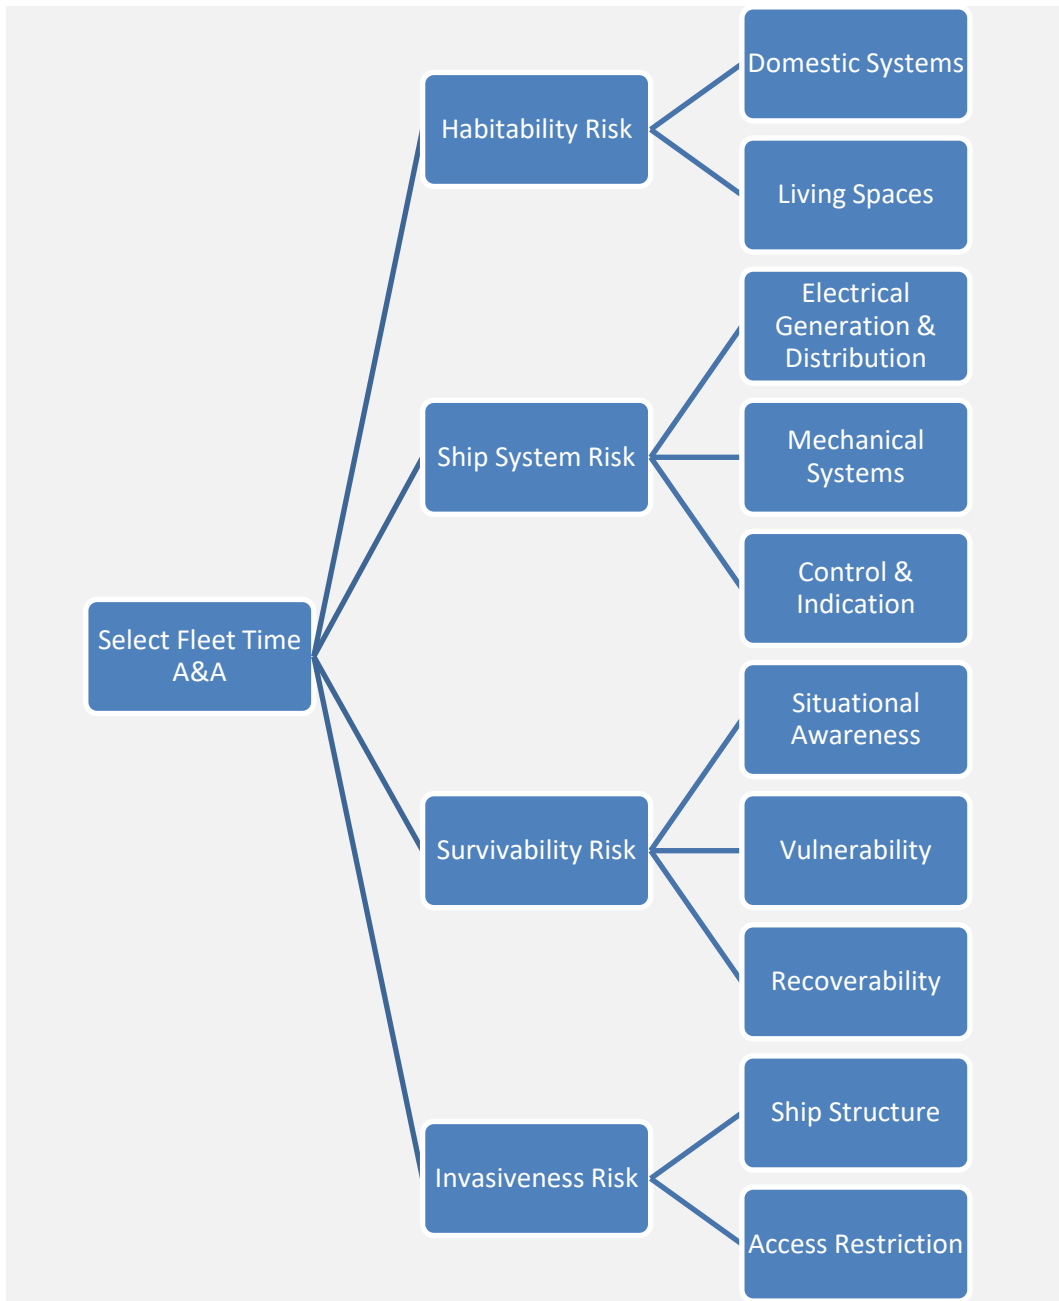 Domestic Systems
Habitability Risk
Living Spaces
Electrical
Generation &
Distribution
Ship System Risk
Mechanical
Systems
Control &
Indication
Select Fleet Time
A&A
Situational
Awareness
Survivability Risk
Vulnerability
Recoverability
Ship Structure
Invasiveness Risk
Access Restriction